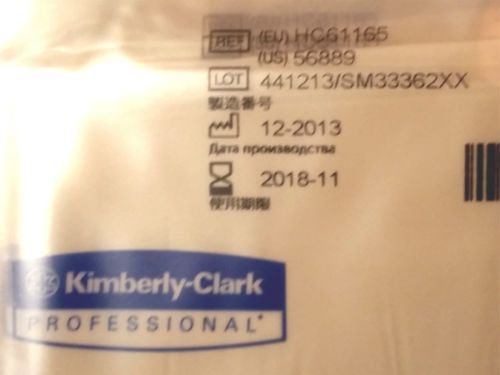 REF (EU) HC61165
(US) 56889
LOT 441213/SM33362XX
製造番号
12-2013
Дата производства
2018-11
使用期限
Kimberly-Clark
PROFESSIONAL*